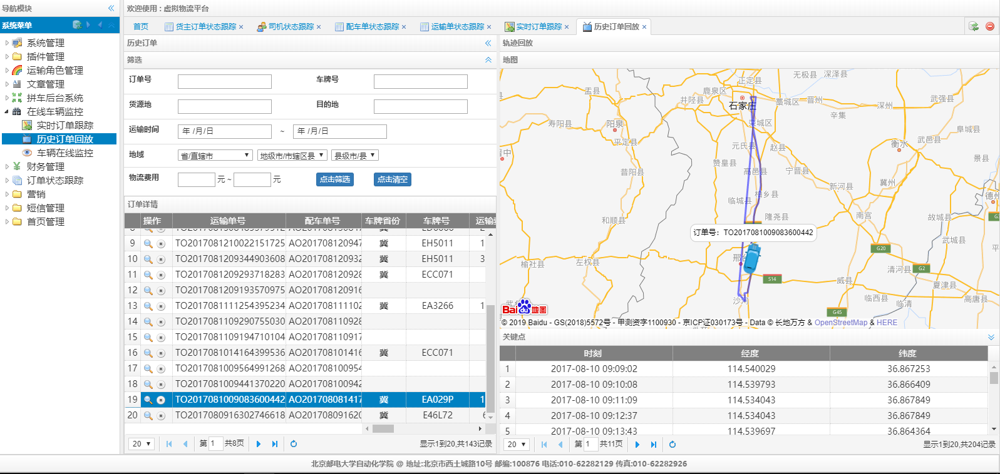 导航模块
欢迎使用：虚拟物流平台
系统菜单
系统管理
插件管理
运输角色管理
文章管理
拼车后台系统
在线车辆监控
实时订单跟踪
历史订单回放
车辆在线监控
财务管理
订单状态跟踪
营销
短信管理
首页管理
首页 货主订单状态跟踪 司机状态跟踪 配车单状态跟踪 运输单状态跟踪 实时订单跟踪 历史订单回放
历史订单
筛选
订单号 车牌号
货源地 目的地
运输时间 年 /月/日 ~ 年 /月/日
地域 省/直辖市 地级市/市辖区县 县级市/县
物流费用 元 ~ 元 点击筛选 点击清空
订单详情
操作 运输单号 配车单号 车牌省份 车牌号
9 TO2017081210022151725 AO201708120947 冀 EH5011 1
10 TO2017081209344903608 AO201708120932 冀 EH5011 3
11 TO2017081209293718283 AO201708120928 冀 ECC071
12 TO2017081209193570975 AO201708120916
13 TO2017081111254395234 AO201708111102 冀 EA3266 1
14 TO2017081109290755030 AO201708110928
15 TO2017081109194710104 AO201708110917
16 TO2017081014164399536 AO201708101416 冀 ECC071
17 TO2017081009564991268 AO201708100954
18 TO2017081009441370220 AO201708100942
19 TO2017081009083600442 AO201708081417 冀 EA029P 1
20 TO2017080916302746618 AO201708091620 冀 E46L72
20 第 1 共8页 显示1到20,共143记录
轨迹回放
地图
正定县
无极县
深泽县
盂县
鹿泉区
井陉县
石家庄
藁城区
晋州
深州
武强县
寿阳县
阳泉
栾城区
辛集
阜城县
平定县
元氏县
赵县
衡水
武邑县
景县
昔阳县
赞皇县
高邑县
宁晋县
新河县
冀州
临城县
柏乡县
和顺县
隆尧县
南宫
故城县
订单号：TO2017081009083600442
武城县
榆社县
左权县
G20
清河县
G2
S14
威县
夏津县
临西县
临清
高唐县
G45
Bai du 地图
© 2019 Baidu - GS(2018)5572号 - 甲测资字1100930 - 京ICP证030173号 - Data © 长地万方 & OpenStreetMap & HERE
关键点
时刻 经度 纬度
1 2017-08-10 09:09:02 114.540029 36.867253
2 2017-08-10 09:10:08 114.539793 36.866409
3 2017-08-10 09:11:09 114.534043 36.867849
4 2017-08-10 09:12:37 114.534043 36.867849
5 2017-08-10 09:13:43 114.539697 36.864364
20 第 1 共11页 显示1到20,共204记录
北京邮电大学自动化学院 @ 地址:北京市西土城路10号 邮编:100876 电话:010-62282129 传真:010-62282926